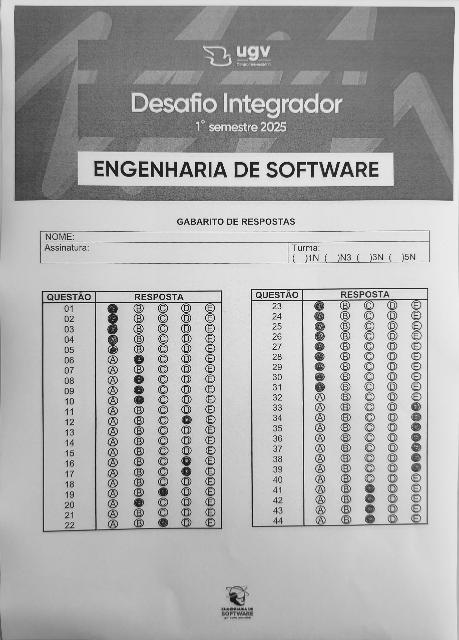 ugv
Desafio Integrador
1° semestre 2025
ENGENHARIA DE SOFTWARE
GABARITO DE RESPOSTAS
NOME:
Assinatura:
Turma:
( )1N ( )N3 ( )3N ( )5N
QUESTÃO RESPOSTA
01 B C D E
02 B C D E
03 B C D E
04 B C D E
05 B C D E
06 A C D E
07 A B C D E
08 A C D E
09 A C D E
10 A C D E
11 A B C D E
12 A B C E
13 A B C D E
14 A B C D E
15 A B C D E
16 A B C E
17 A B C E
18 A B C D E
19 A B D E
20 A C D E
21 A B C D E
22 A B D E
QUESTÃO RESPOSTA
23 B C D E
24 B C D E
25 B C D E
26 B C D E
27 B C D E
28 B C D E
29 B C D E
30 B C D E
31 B C D E
32 A B C D E
33 A B C D
34 A B C D
35 A B C D
36 A B C D
37 A B C D
38 A B C D
39 A B C D
40 A B C D E
41 A B D E
42 A B D E
43 A B D E
44 A B D E
ENGENHARIA DE
SOFTWARE